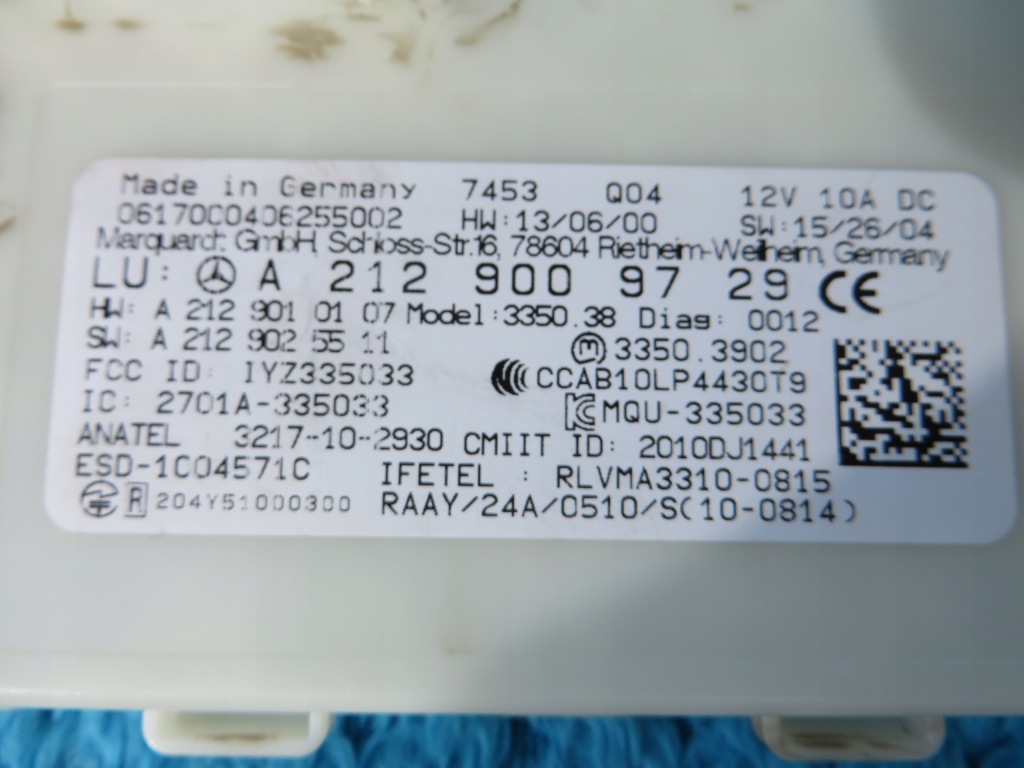 Made in Germany 7453 Q04 12V 10A DC
0617000406255002 HW:13/06/00 SW:15/26/04
Marquardt GmbH, Schloss-Str.16, 78604 Rietheim-Weilheim, Germany
LU: A 212 900 97 29 CE
HW: A 212 901 01 07 Model:3350.38 Diag: 0012
SW: A 212 902 55 11 M 3350.3902
FCC ID: IYZ335033 CCAB10LP4430T9
IC: 2701A-335033 MQU-335033
ANATEL 3217-10-2930 CMIIT ID: 2010DJ1441
ESD-1C04571C IFETEL: RLVMA3310-0815
R 204Y51000300 RAAY/24A/0510/S(10-0814)